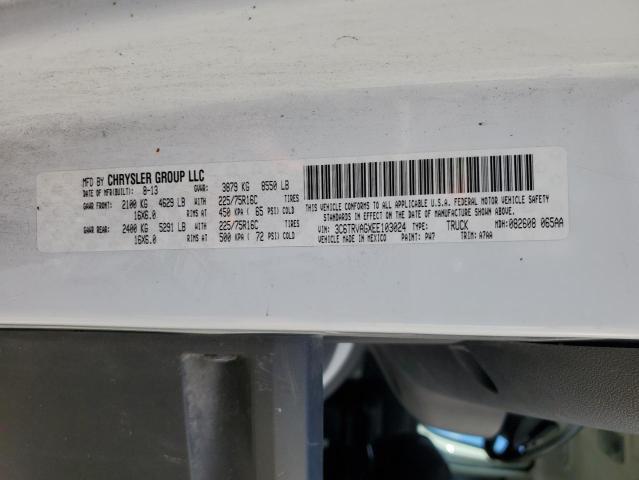 MFD BY CHRYSLER GROUP LLC
DATE OF MFR(BUILT): 8-13 GVWR: 3879 KG 8550 LB
GAWR FRONT: 2100 KG 4629 LB WITH 225/75R16C TIRES
16X6.0 RIMS AT 450 KPA ( 65 PSI) COLD
GAWR REAR: 2400 KG 5291 LB WITH 225/75R16C TIRES
16X6.0 RIMS AT 500 KPA ( 72 PSI) COLD
THIS VEHICLE CONFORMS TO ALL APPLICABLE U.S.A. FEDERAL MOTOR VEHICLE SAFETY
STANDARDS IN EFFECT ON THE DATE OF MANUFACTURE SHOWN ABOVE.
VIN: 3C6TRVAGXEE103024 TYPE: TRUCK MDH: 082608 065AA
VEHICLE MADE IN MEXICO PAINT: PW7 TRIM: A7AA